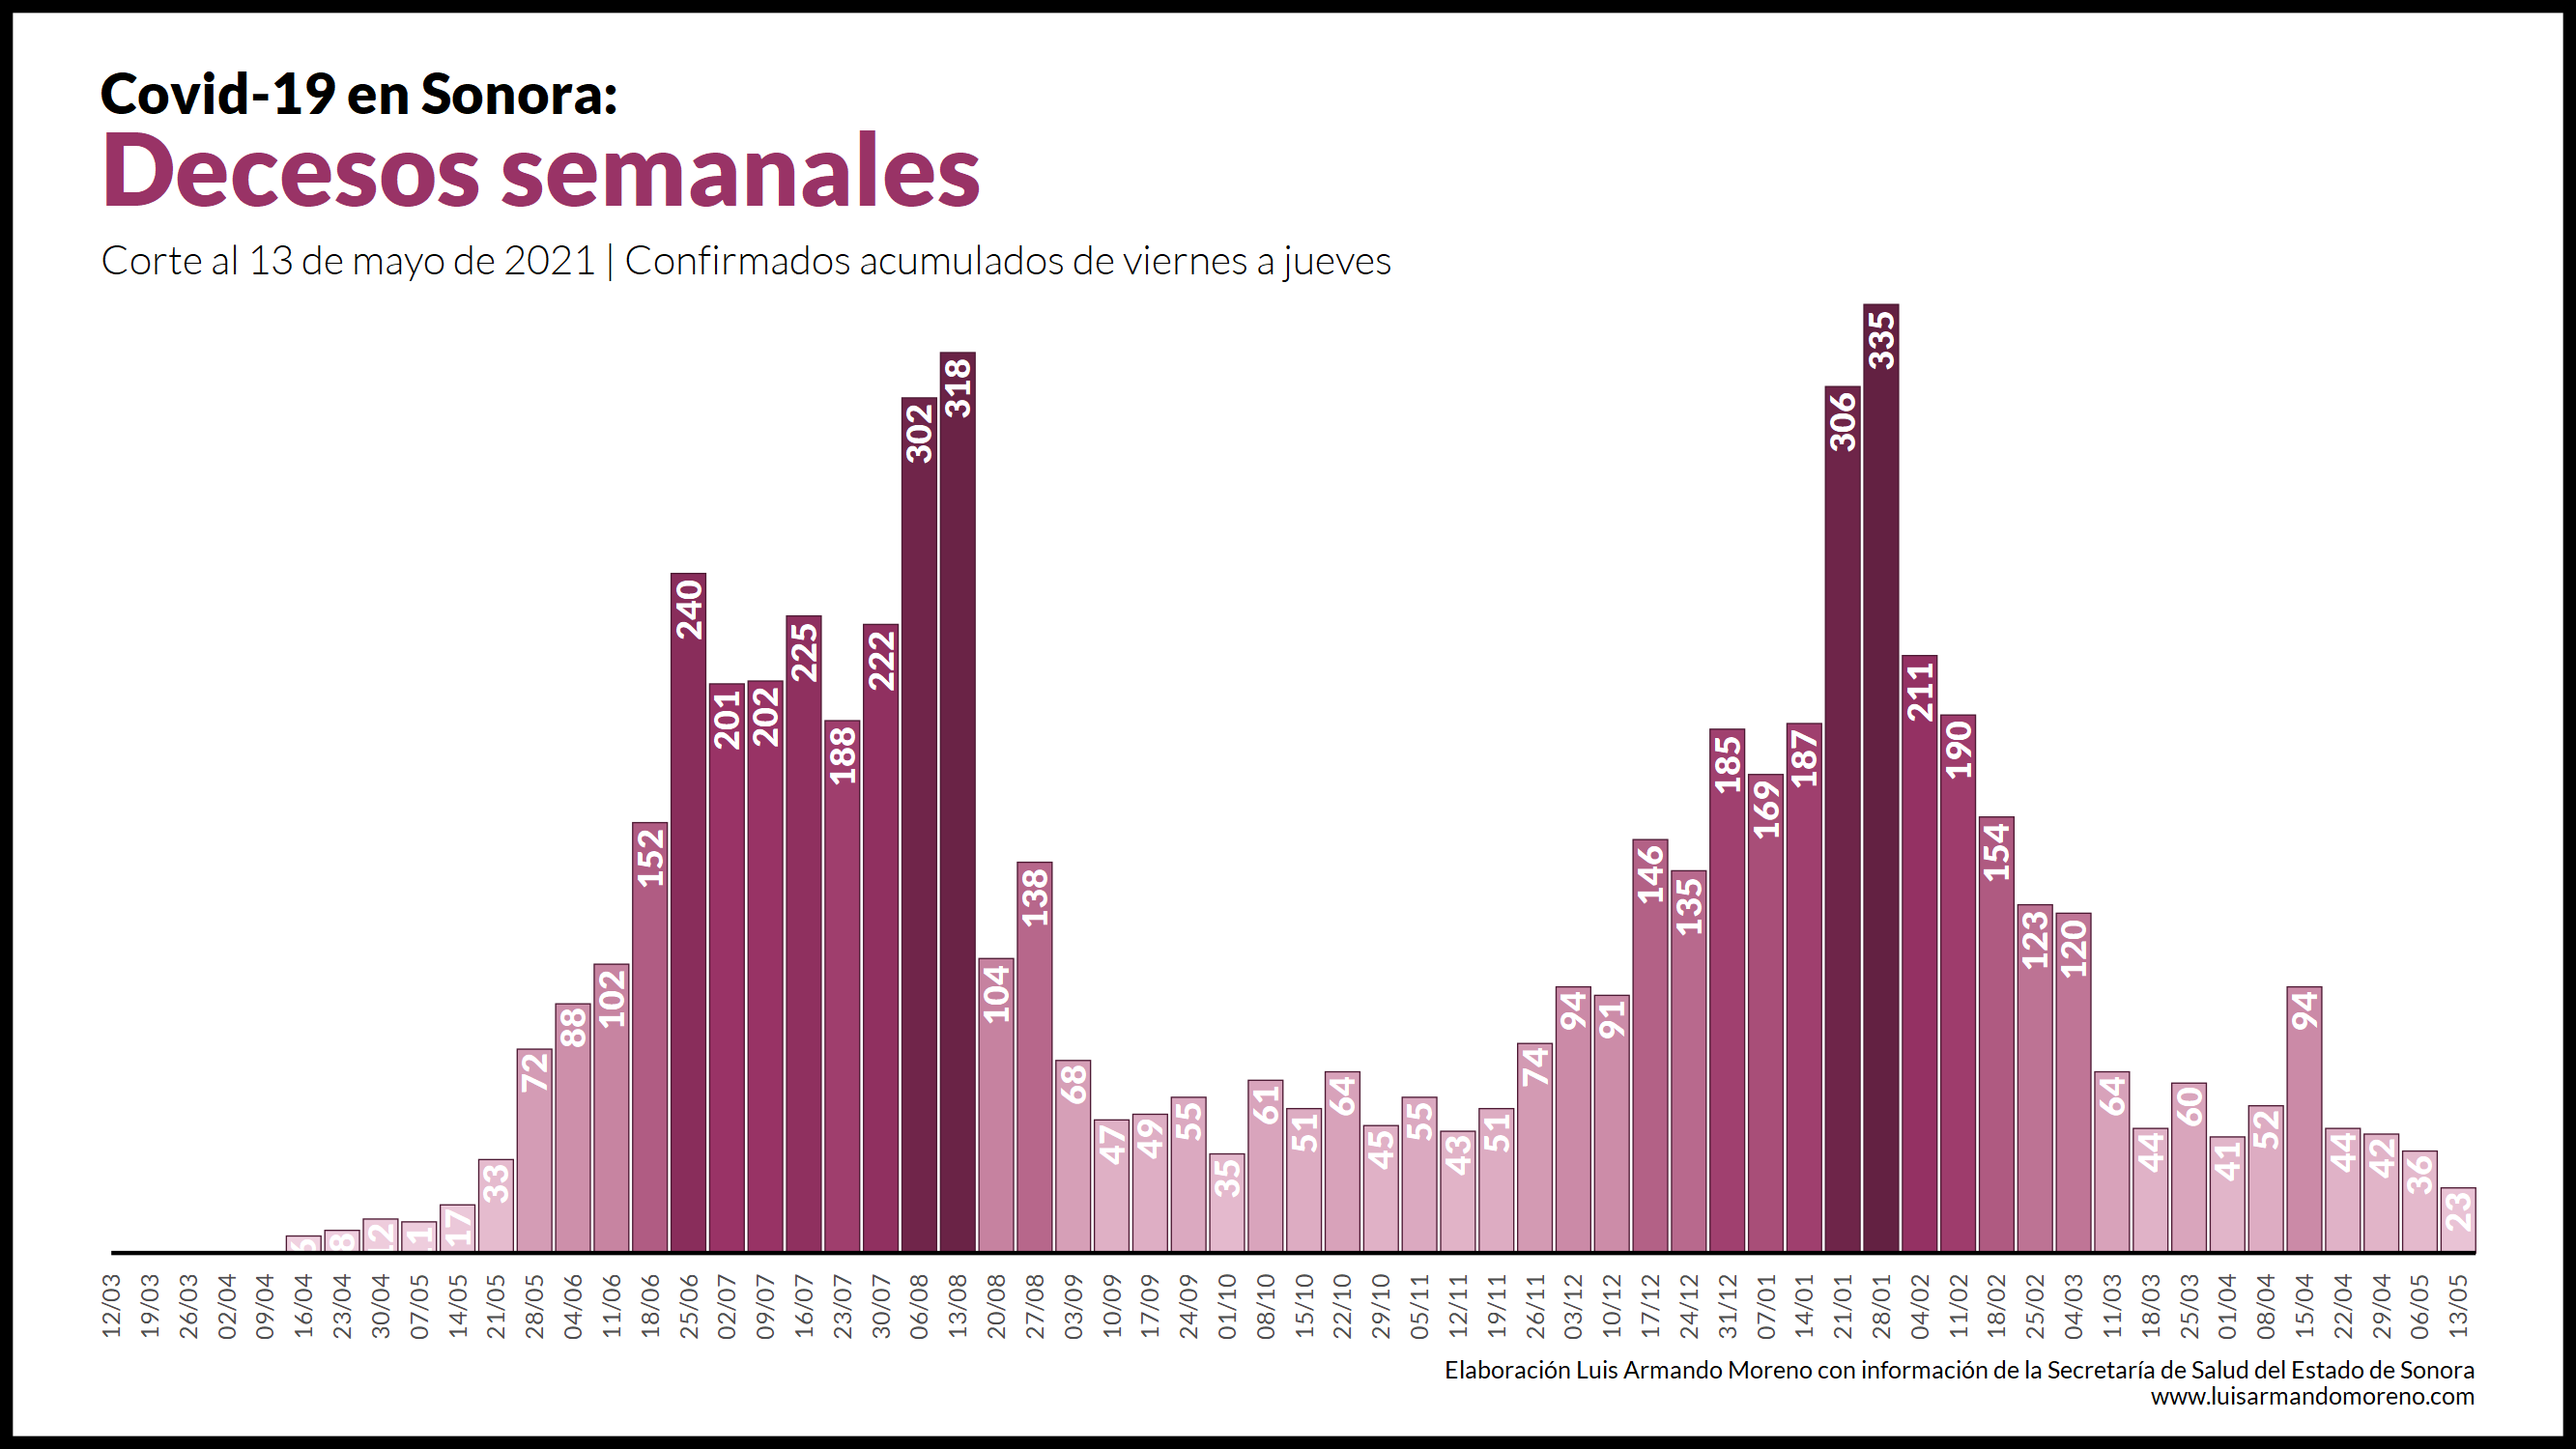 Covid-19 en Sonora:
Decesos semanales
Corte al 13 de mayo de 2021 | Confirmados acumulados de viernes a jueves
6 8 12 11 17 33 72 88 102 152 240 201 202 225 188 222 302 318 104 138 68 47 49 55 35 61 51 64 45 55 43 51 74 94 91 146 135 185 169 187 306 335 211 190 154 123 120 64 44 60 41 52 94 44 42 36 23
12/03 19/03 26/03 02/04 09/04 16/04 23/04 30/04 07/05 14/05 21/05 28/05 04/06 11/06 18/06 25/06 02/07 09/07 16/07 23/07 30/07 06/08 13/08 20/08 27/08 03/09 10/09 17/09 24/09 01/10 08/10 15/10 22/10 29/10 05/11 12/11 19/11 26/11 03/12 10/12 17/12 24/12 31/12 07/01 14/01 21/01 28/01 04/02 11/02 18/02 25/02 04/03 11/03 18/03 25/03 01/04 08/04 15/04 22/04 29/04 06/05 13/05
Elaboración Luis Armando Moreno con información de la Secretaría de Salud del Estado de Sonora
www.luisarmandomoreno.com